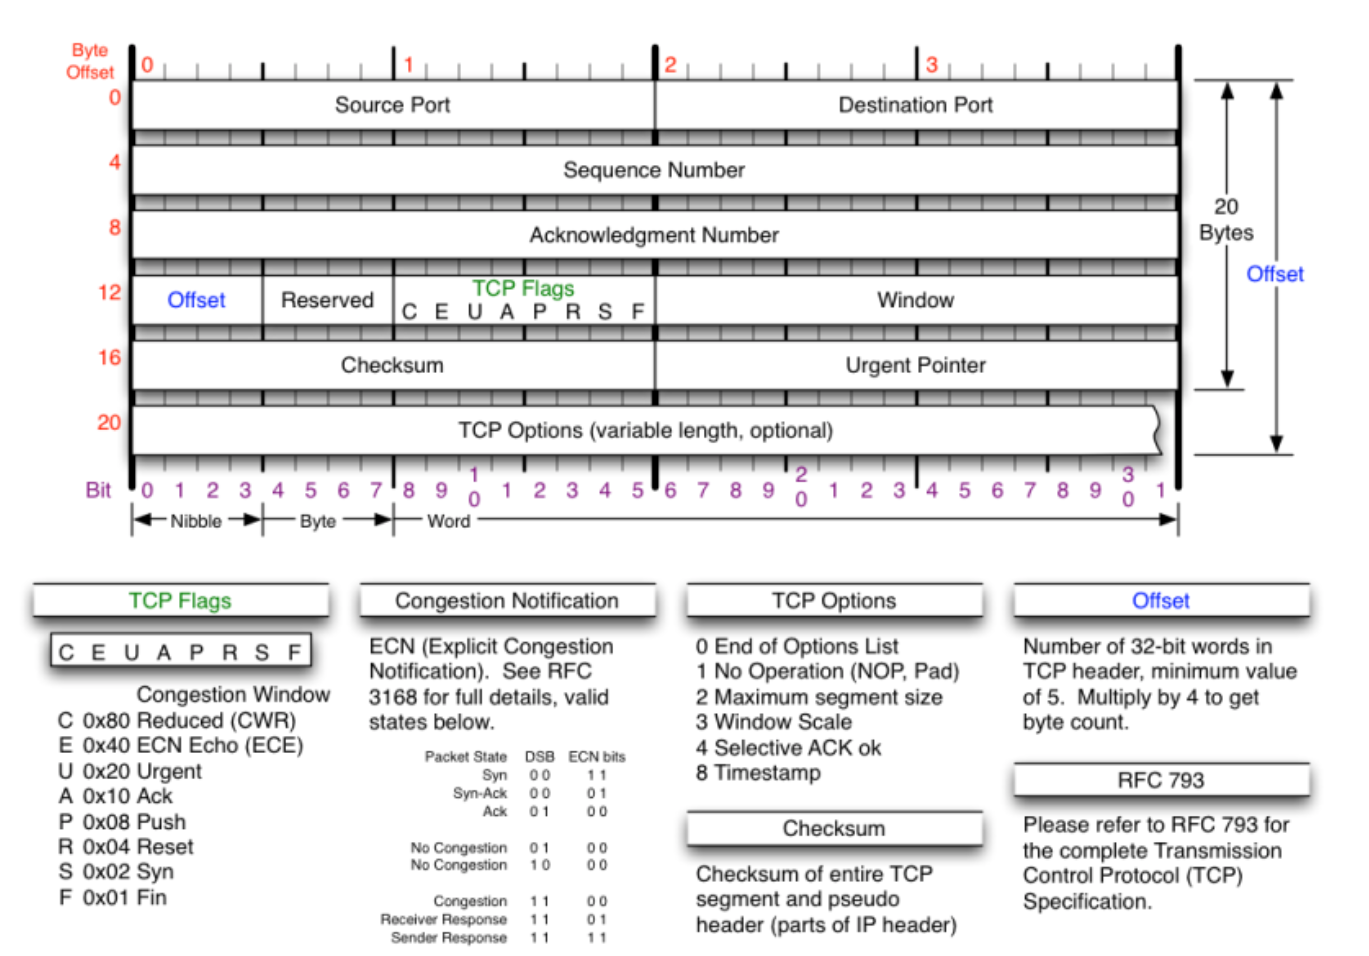 Byte
Offset
0 1 2 3
0 Source Port Destination Port
4 Sequence Number
8 Acknowledgment Number
20
Bytes
Offset
12 Offset Reserved TCP Flags Window
C E U A P R S F
16 Checksum Urgent Pointer
20 TCP Options (variable length, optional)
Bit 0 1 2 3 4 5 6 7 8 9 10 1 2 3 4 5 6 7 8 9 20 1 2 3 4 5 6 7 8 9 30 1
Nibble Byte Word
TCP Flags
C E U A P R S F
Congestion Window
C 0x80 Reduced (CWR)
E 0x40 ECN Echo (ECE)
U 0x20 Urgent
A 0x10 Ack
P 0x08 Push
R 0x04 Reset
S 0x02 Syn
F 0x01 Fin
Congestion Notification
ECN (Explicit Congestion
Notification). See RFC
3168 for full details, valid
states below.
Packet State DSB ECN bits
Syn 0 0 1 1
Syn-Ack 0 0 0 1
Ack 0 1 0 0
No Congestion 0 1 0 0
No Congestion 1 0 0 0
Congestion 1 1 0 0
Receiver Response 1 1 0 1
Sender Response 1 1 1 1
TCP Options
0 End of Options List
1 No Operation (NOP, Pad)
2 Maximum segment size
3 Window Scale
4 Selective ACK ok
8 Timestamp
Checksum
Checksum of entire TCP
segment and pseudo
header (parts of IP header)
Offset
Number of 32-bit words in
TCP header, minimum value
of 5. Multiply by 4 to get
byte count.
RFC 793
Please refer to RFC 793 for
the complete Transmission
Control Protocol (TCP)
Specification.